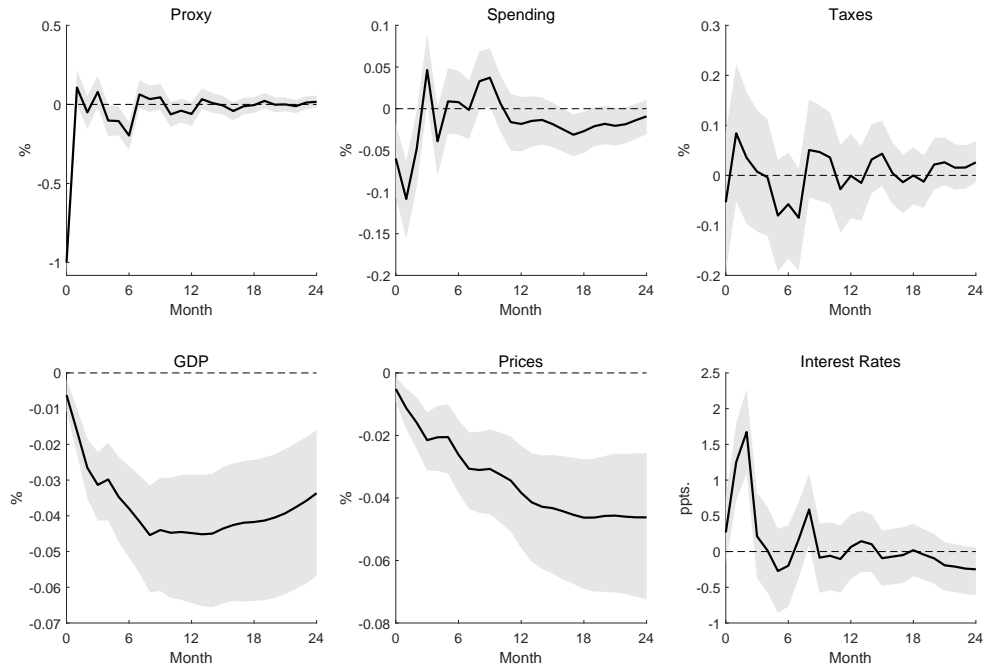 Proxy
0.5
0
-0.5
-1
%
0 6 12 18 24
Month
Spending
0.1
0.05
0
-0.05
-0.1
-0.15
-0.2
%
0 6 12 18 24
Month
Taxes
0.3
0.2
0.1
0
-0.1
-0.2
%
0 6 12 18 24
Month
GDP
0
-0.01
-0.02
-0.03
-0.04
-0.05
-0.06
-0.07
%
0 6 12 18 24
Month
Prices
0
-0.02
-0.04
-0.06
-0.08
%
0 6 12 18 24
Month
Interest Rates
2.5
2
1.5
1
0.5
0
-0.5
-1
ppts.
0 6 12 18 24
Month